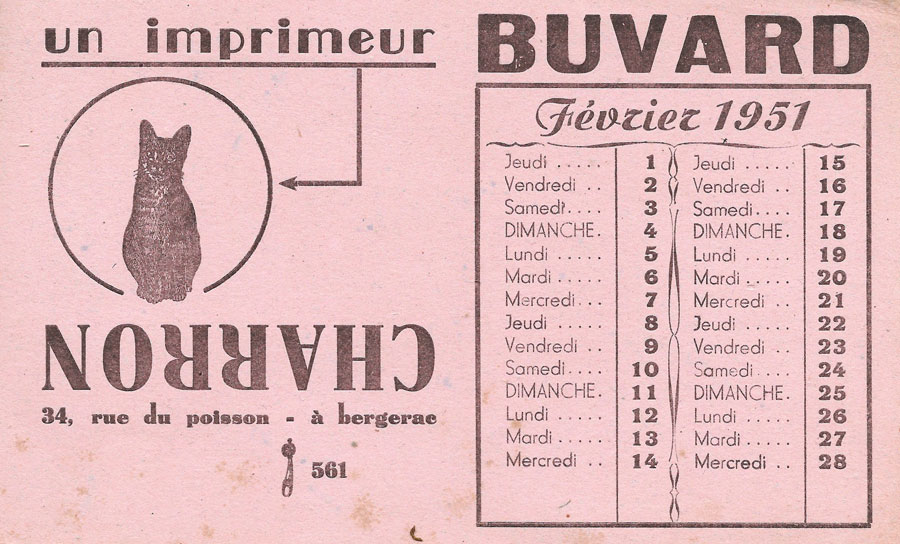 un imprimeur
CHARRON
34, rue du poisson - à bergerac
561
BUVARD
Février 1951
Jeudi ..... 1
Vendredi .. 2
Samedi.... 3
DIMANCHE. 4
Lundi ..... 5
Mardi ..... 6
Mercredi... 7
Jeudi ..... 8
Vendredi .. 9
Samedi.... 10
DIMANCHE. 11
Lundi ..... 12
Mardi ..... 13
Mercredi .. 14
Jeudi ..... 15
Vendredi .. 16
Samedi.... 17
DIMANCHE. 18
Lundi ..... 19
Mardi ..... 20
Mercredi... 21
Jeudi ..... 22
Vendredi .. 23
Samedi.... 24
DIMANCHE. 25
Lundi ..... 26
Mardi ..... 27
Mercredi .. 28